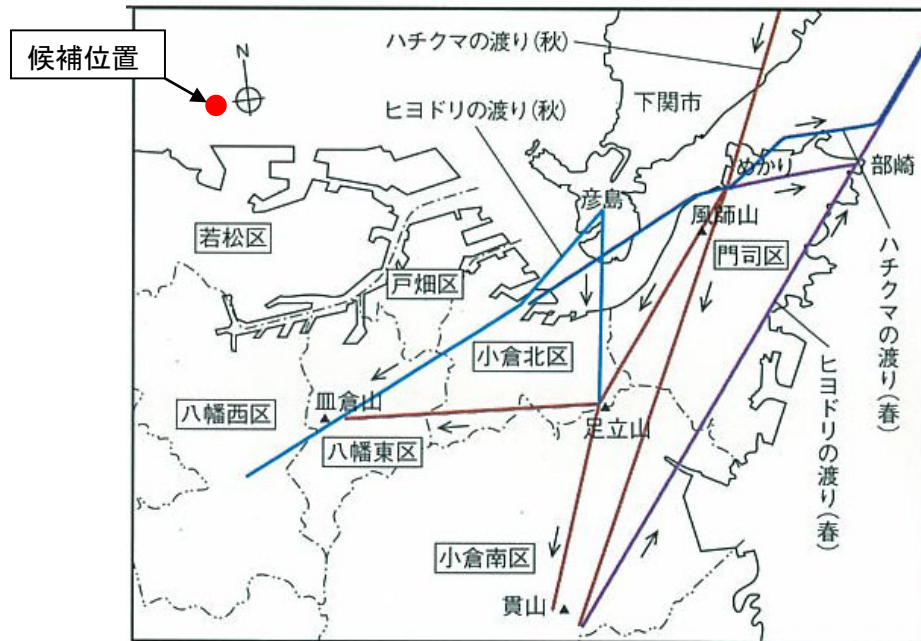 候補位置
N
ハチクマの渡り(秋)
下関市
ヒヨドリの渡り(秋)
めかり
部崎
彦島
風師山
若松区
門司区
戸畑区
ハチクマの渡り(春)
小倉北区
ヒヨドリの渡り(春)
皿倉山
八幡西区
足立山
八幡東区
小倉南区
貫山